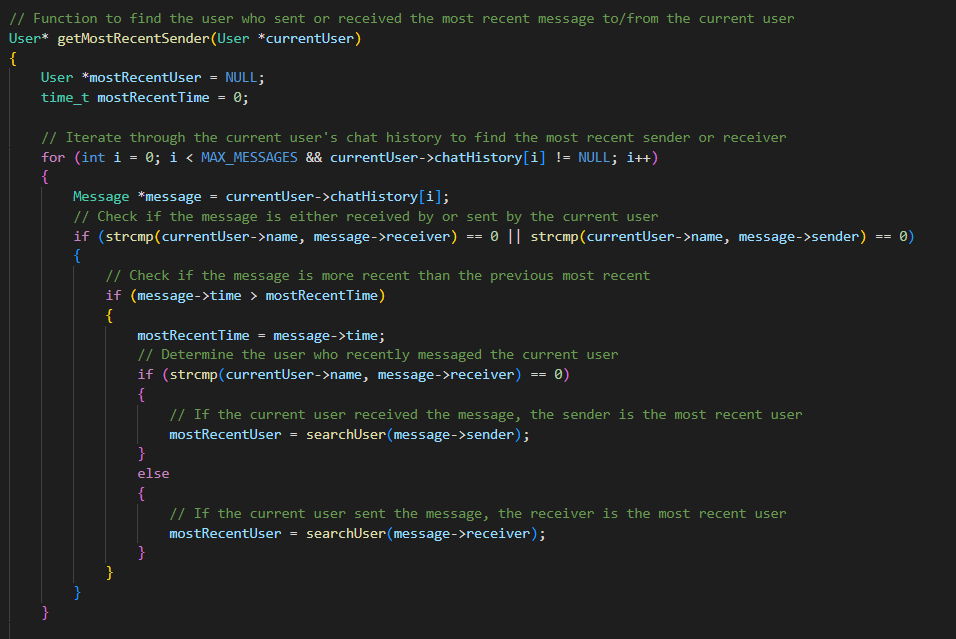 // Function to find the user who sent or received the most recent message to/from the current user
User* getMostRecentSender(User *currentUser)
{
    User *mostRecentUser = NULL;
    time_t mostRecentTime = 0;

    // Iterate through the current user's chat history to find the most recent sender or receiver
    for (int i = 0; i < MAX_MESSAGES && currentUser->chatHistory[i] != NULL; i++)
    {
        Message *message = currentUser->chatHistory[i];
        // Check if the message is either received by or sent by the current user
        if (strcmp(currentUser->name, message->receiver) == 0 || strcmp(currentUser->name, message->sender) == 0)
        {
            // Check if the message is more recent than the previous most recent
            if (message->time > mostRecentTime)
            {
                mostRecentTime = message->time;
                // Determine the user who recently messaged the current user
                if (strcmp(currentUser->name, message->receiver) == 0)
                {
                    // If the current user received the message, the sender is the most recent user
                    mostRecentUser = searchUser(message->sender);
                }
                else
                {
                    // If the current user sent the message, the receiver is the most recent user
                    mostRecentUser = searchUser(message->receiver);
                }
            }
        }
    }